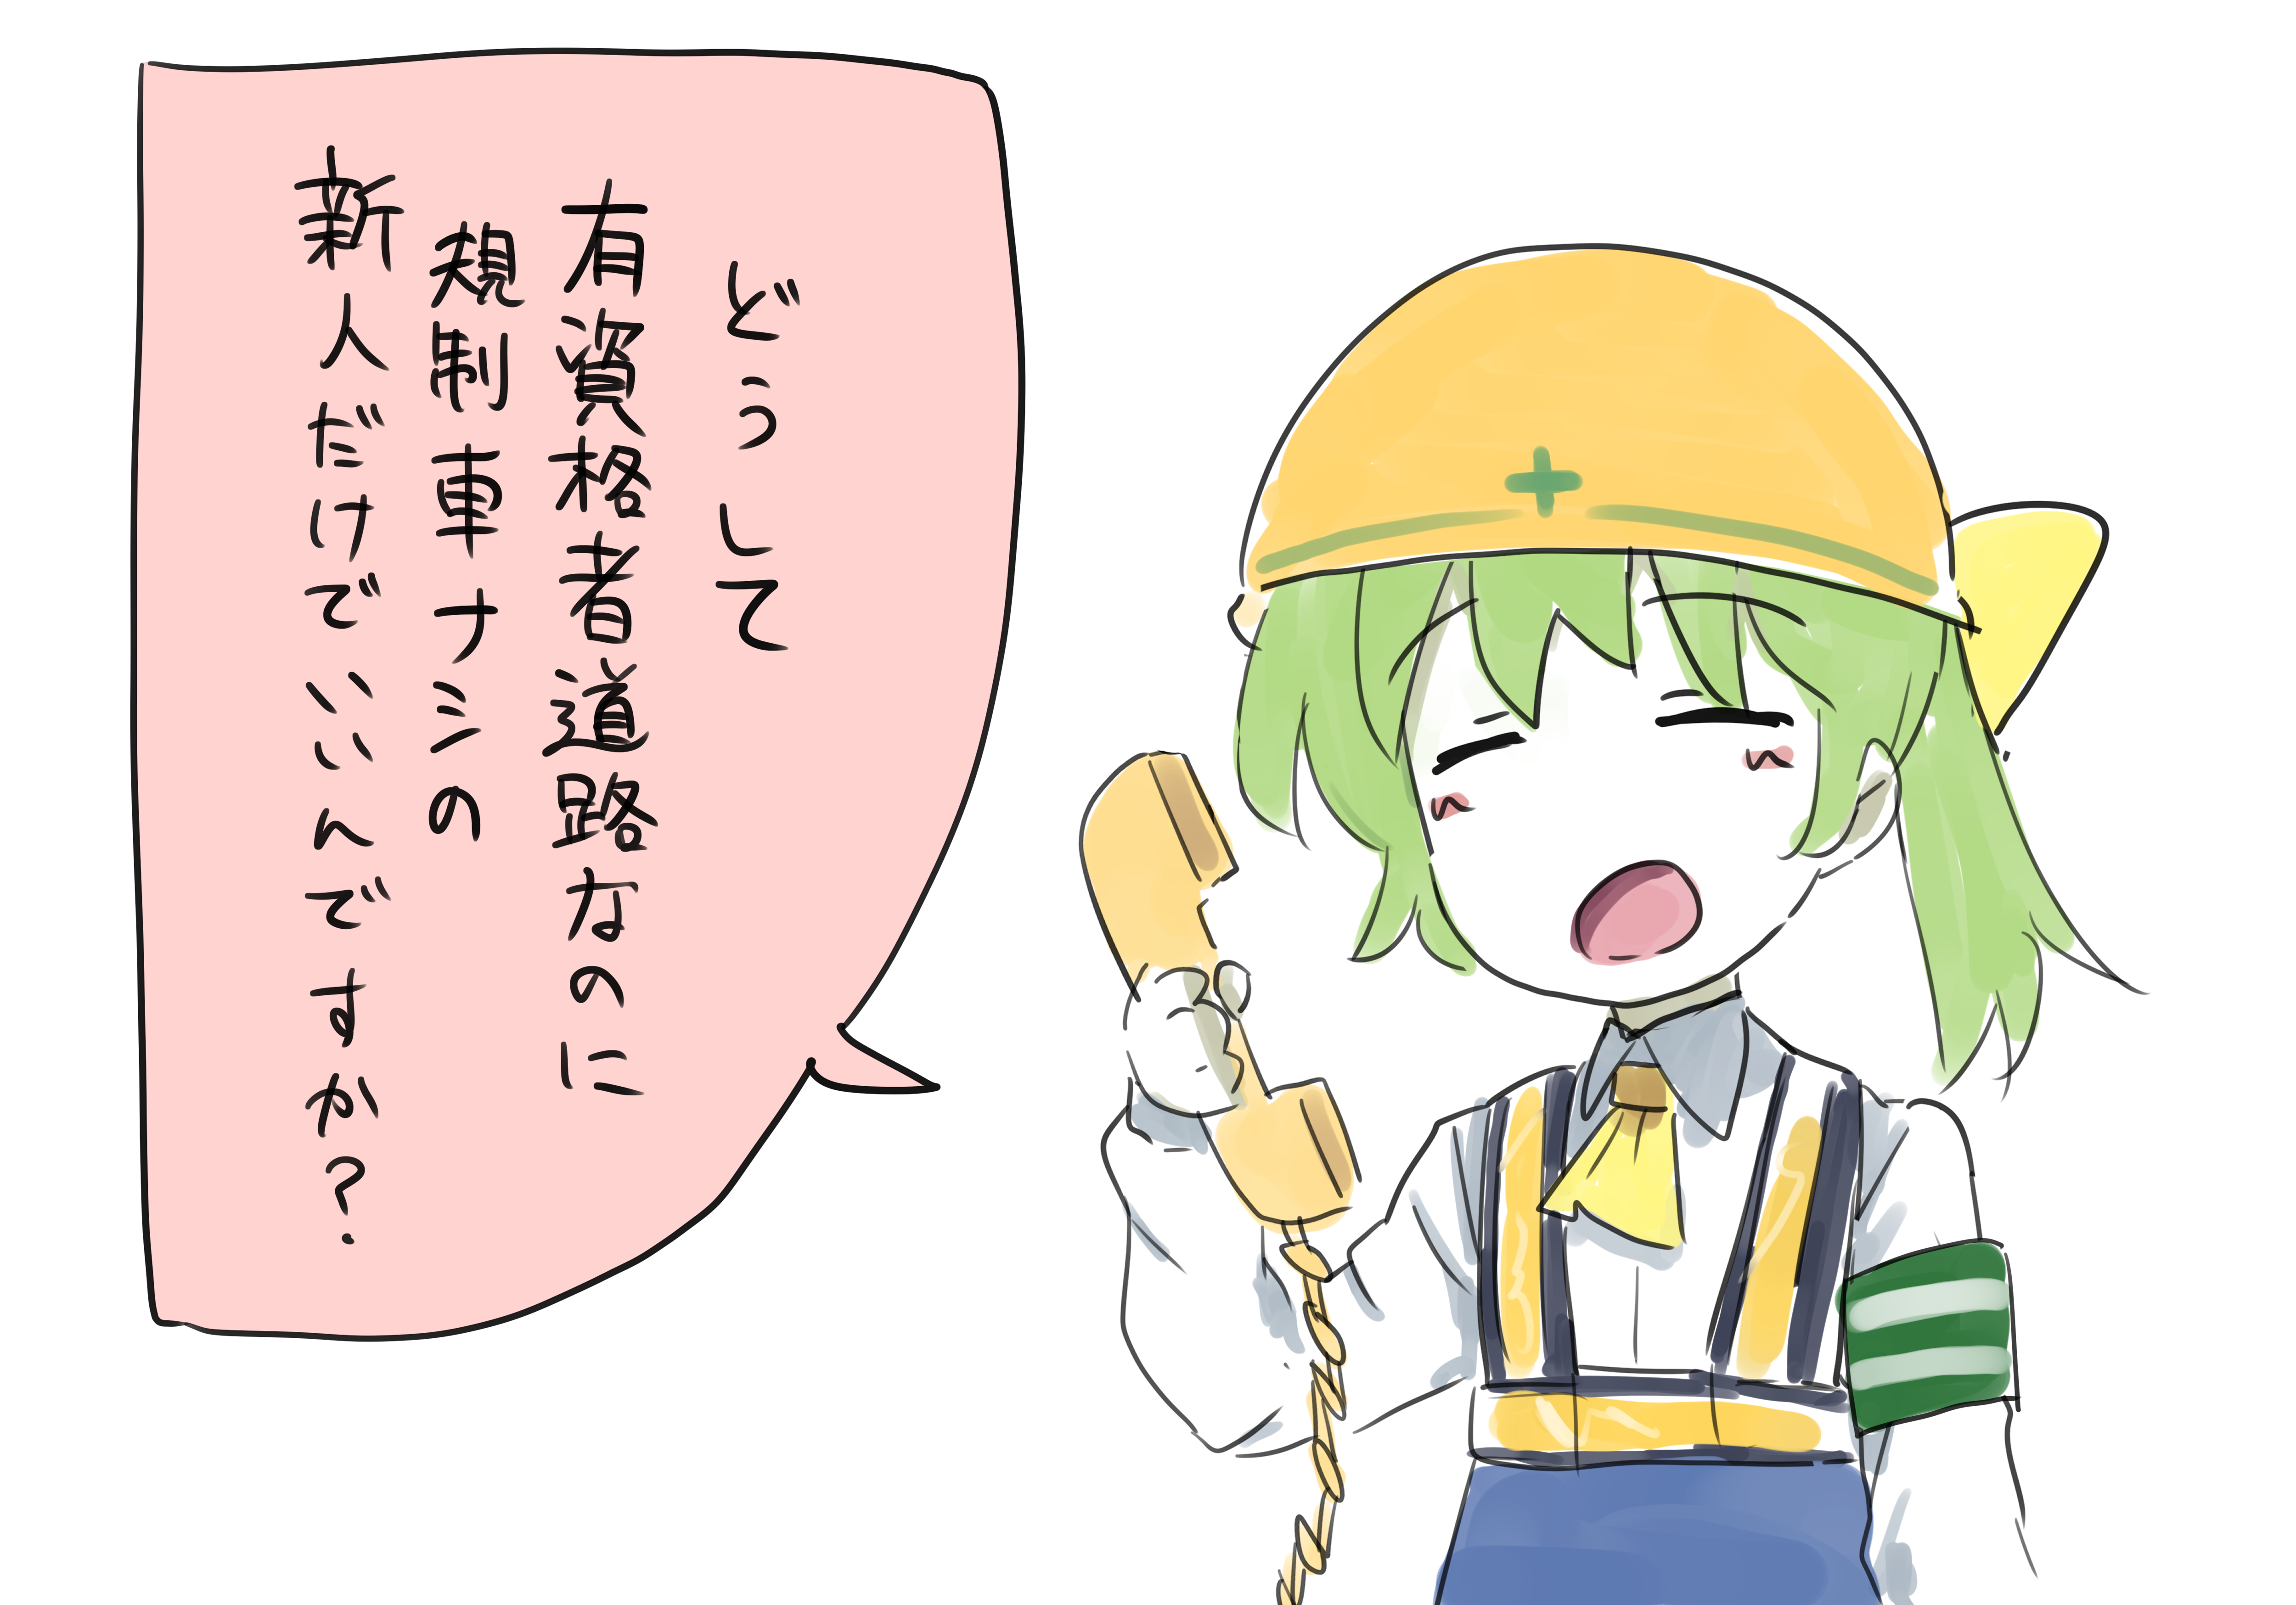 どうして
有資格者道路なのに
規制車ナシの
新人だけでいいんですか?